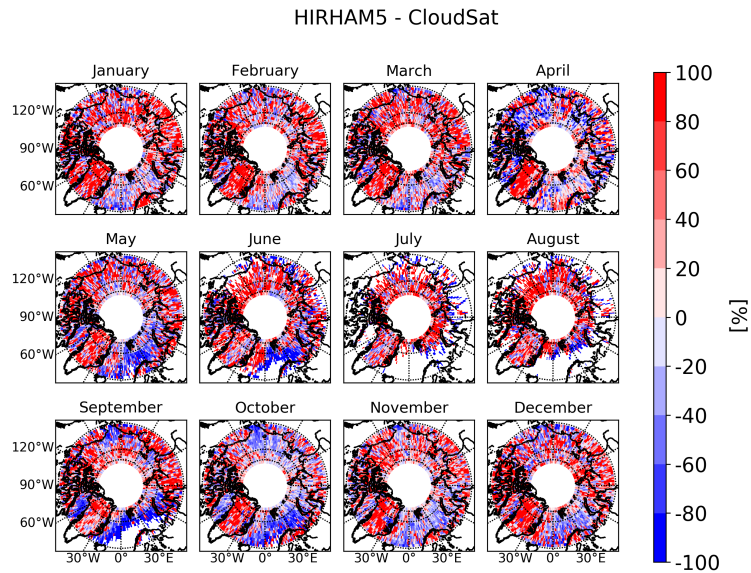 HIRHAM5 - CloudSat
January February March April
120°W
90°W
60°W
May June July August
120°W
90°W
60°W
September October November December
120°W
90°W
60°W
30°W 0° 30°E 30°W 0° 30°E 30°W 0° 30°E 30°W 0° 30°E
100
80
60
40
20
0
-20
-40
-60
-80
-100
[%]